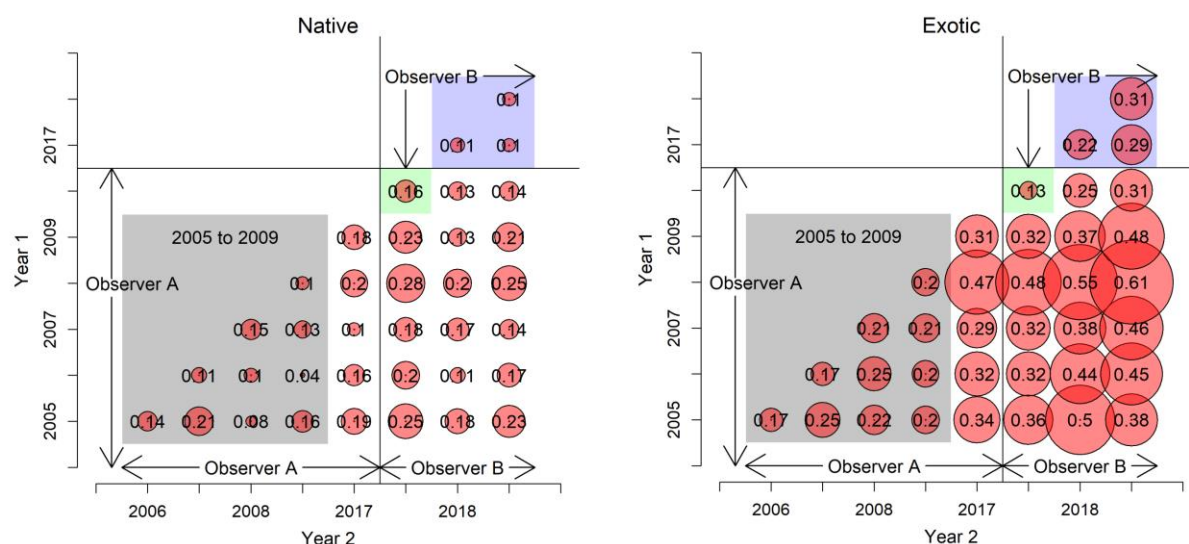 Native
Observer B
0.1
2017 0.11 0.1
0.16 0.13 0.14
2009 2005 to 2009 0.18 0.23 0.13 0.21
Year 1
Observer A 0.1 0.2 0.28 0.2 0.25
2007 0.15 0.13 0.1 0.18 0.17 0.14
0.11 0.1 0.04 0.16 0.2 0.11 0.17
2005 0.14 0.21 0.08 0.16 0.19 0.25 0.18 0.23
Observer A Observer B
2006 2008 2017 2018
Year 2
Exotic
Observer B
0.31
2017 0.22 0.29
0.13 0.25 0.31
2009 2005 to 2009 0.31 0.32 0.37 0.48
Year 1
Observer A 0.2 0.47 0.48 0.55 0.61
2007 0.21 0.21 0.29 0.32 0.38 0.46
0.17 0.25 0.2 0.32 0.32 0.44 0.45
2005 0.17 0.25 0.22 0.2 0.34 0.36 0.5 0.38
Observer A Observer B
2006 2008 2017 2018
Year 2